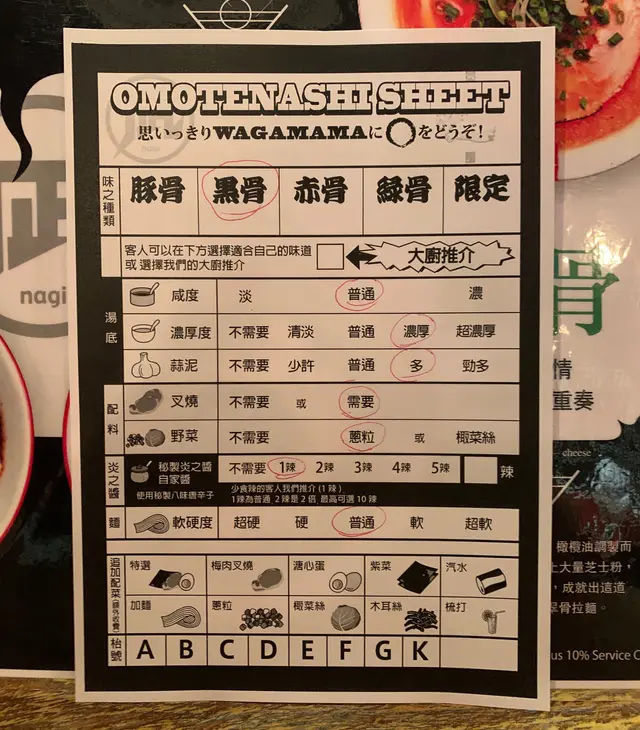 OMOTENASHI SHEET
思いっきりWAGAMAMAに◯をどうぞ!
味之種類 豚骨 黒骨 赤骨 緑骨 限定
客人可以在下方選擇適合自己的味道
或 選擇我們的大廚推介
大廚推介
湯底
咸度 淡 普通 濃
濃厚度 不需要 清淡 普通 濃厚 超濃厚
蒜泥 不需要 少許 普通 多 勁多
配料
叉燒 不需要 或 需要
野菜 不需要 蔥粒 或 椰菜絲
炎之醬
秘製炎之醬
自家醬
使用秘製八味唐辛子
不需要 1辣 2辣 3辣 4辣 5辣 辣
少食辣的客人我們推介 (1辣)
1辣為普通 2辣是2倍 最高可選10辣
麵 軟硬度 超硬 硬 普通 軟 超軟
追加配菜(額外收費)
特選 梅肉叉燒 溏心蛋 紫菜 汽水
加麵 蔥粒 椰菜絲 木耳絲 梳打
枱號 A B C D E F G K
nagi
骨
情
重奏
cheese
橄欖油調製而
上大量芝士粉,
成就出這道
骨拉麵。
us 10% Service C